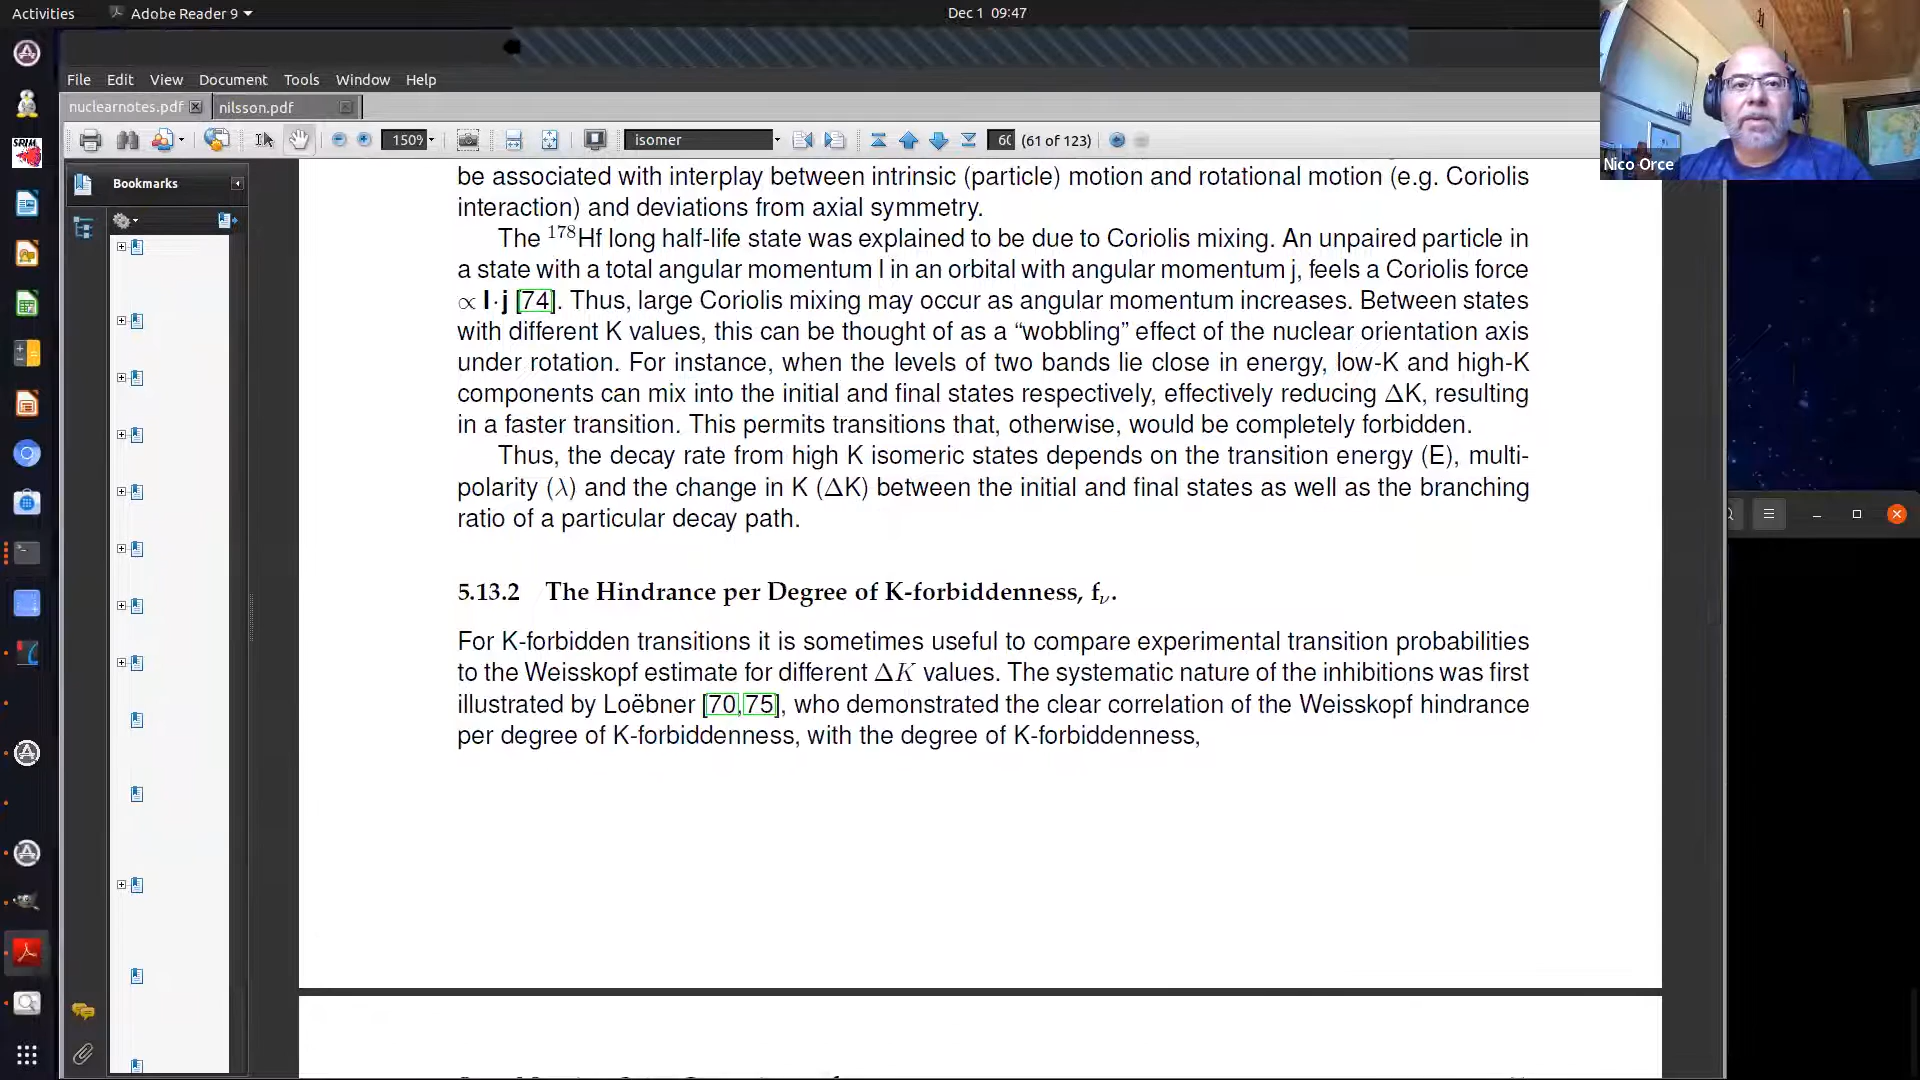 Activities
Adobe Reader 9
Dec 1 09:47
File Edit View Document Tools Window Help
nuclearnotes.pdf
nilsson.pdf
150%
isomer
60 (61 of 123)
Nico Orce
SRIM
Bookmarks
be associated with interplay between intrinsic (particle) motion and rotational motion (e.g. Coriolis
interaction) and deviations from axial symmetry.
The ¹⁷⁸Hf long half-life state was explained to be due to Coriolis mixing. An unpaired particle in
a state with a total angular momentum I in an orbital with angular momentum j, feels a Coriolis force
∝ I·j [74]. Thus, large Coriolis mixing may occur as angular momentum increases. Between states
with different K values, this can be thought of as a “wobbling” effect of the nuclear orientation axis
under rotation. For instance, when the levels of two bands lie close in energy, low-K and high-K
components can mix into the initial and final states respectively, effectively reducing ΔK, resulting
in a faster transition. This permits transitions that, otherwise, would be completely forbidden.
Thus, the decay rate from high K isomeric states depends on the transition energy (E), multi-
polarity (λ) and the change in K (ΔK) between the initial and final states as well as the branching
ratio of a particular decay path.
5.13.2 The Hindrance per Degree of K-forbiddenness, fᵥ.
For K-forbidden transitions it is sometimes useful to compare experimental transition probabilities
to the Weisskopf estimate for different ΔK values. The systematic nature of the inhibitions was first
illustrated by Loëbner [70,75], who demonstrated the clear correlation of the Weisskopf hindrance
per degree of K-forbiddenness, with the degree of K-forbiddenness,